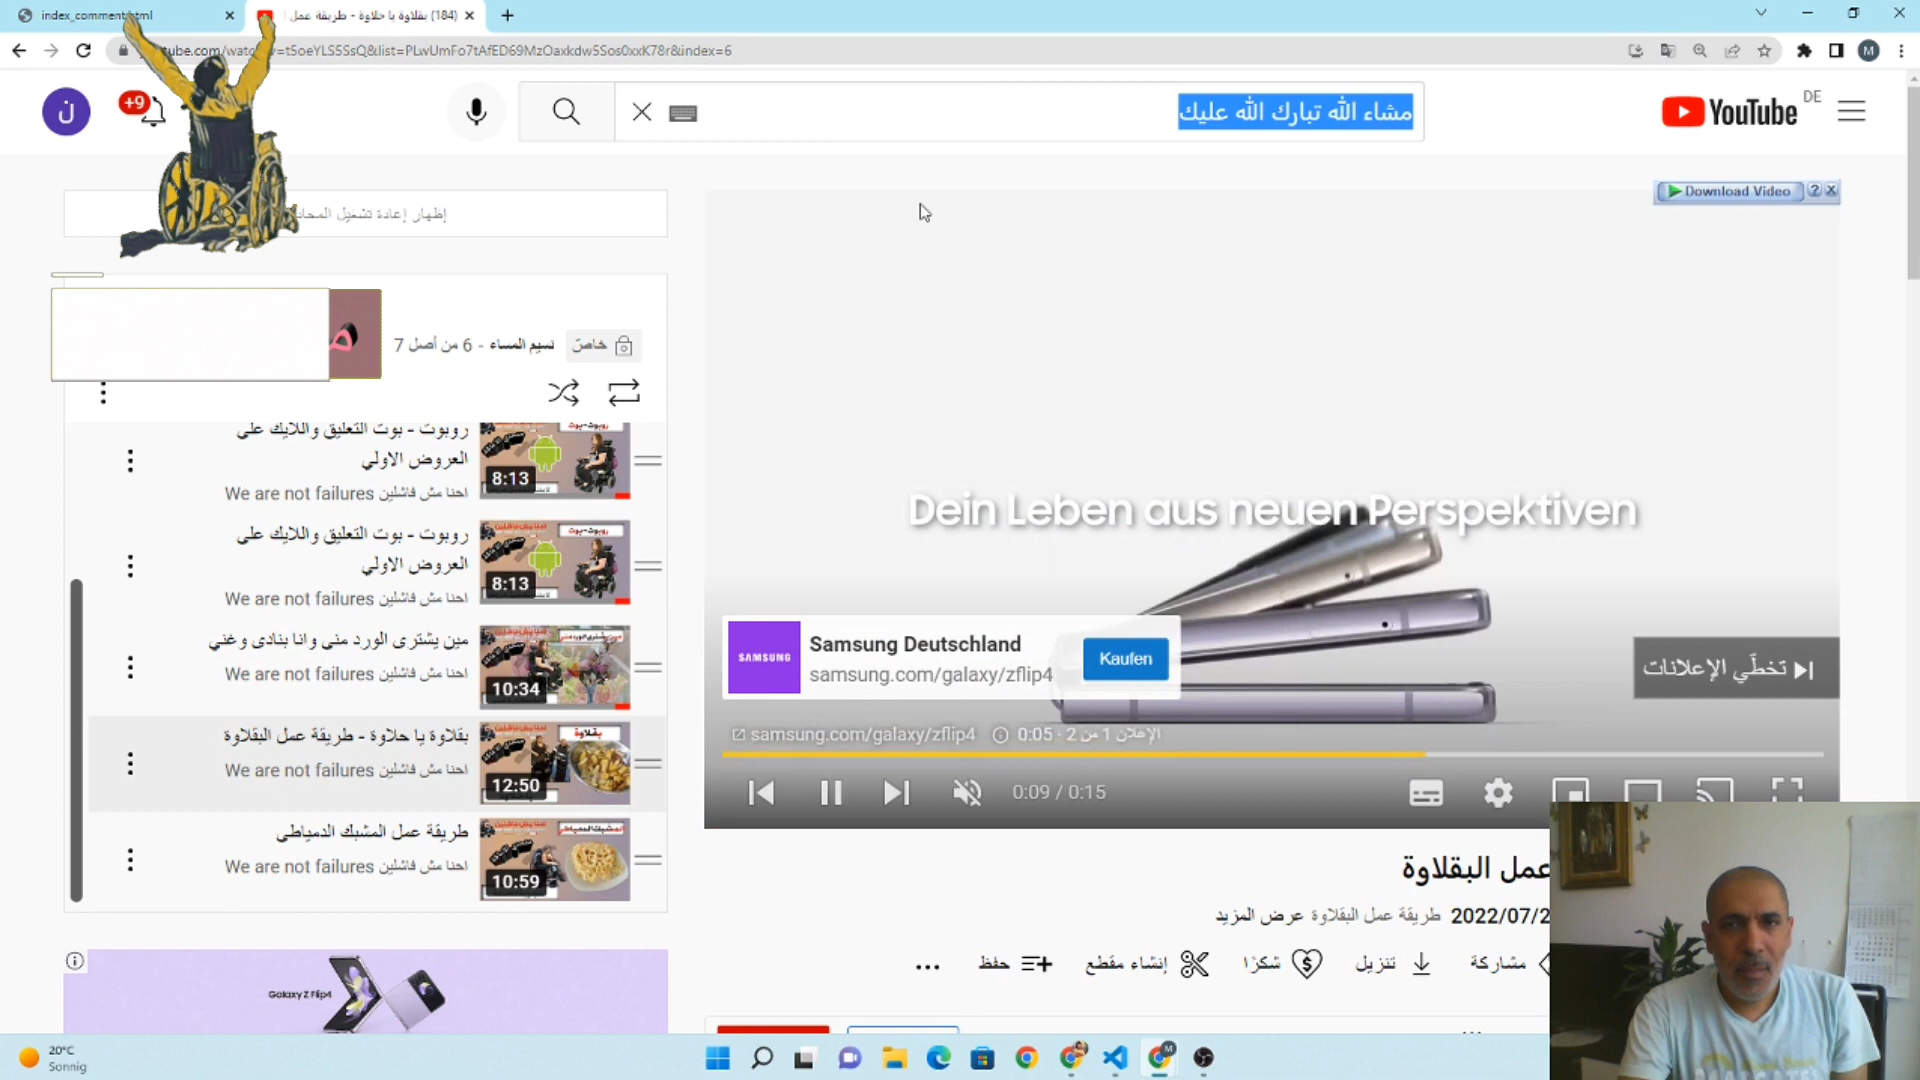 index_comment.html
(184) بقلاوة يا حلاوة - طريقة عمل
tube.com/watch?v=t5oeYLS5SsQ&list=PLwUmFo7tAfED69MzOaxkdw5Sos0xxK78r&index=6
M
ن
+9
مشاء الله تبارك الله عليك
YouTube DE
Download Video
إظهار إعادة تشغيل
خاصّ نسيم المساء - 6 من أصل 7
روبوت - بوت التعليق واللايك على
العروض الاولي
احنا مش فاشلين We are not failures
8:13
روبوت - بوت التعليق واللايك على
العروض الاولي
احنا مش فاشلين We are not failures
8:13
مين يشترى الورد منى وانا بنادى وغني
احنا مش فاشلين We are not failures
10:34
بقلاوة يا حلاوة - طريقة عمل البقلاوة
احنا مش فاشلين We are not failures
بقلاوة
12:50
طريقة عمل المشبك الدمياطى
احنا مش فاشلين We are not failures
10:59
Galaxy Z Flip4
Dein Leben aus neuen Perspektiven
SAMSUNG
Samsung Deutschland
samsung.com/galaxy/zflip4
Kaufen
تخطّي الإعلانات
samsung.com/galaxy/zflip4
الإعلان 1 من 2 · 0:05
0:09 / 0:15
عمل البقلاوة
2022/07/2 طريقة عمل البقلاوة عرض المزيد
مشاركة
تنزيل
شكرًا
إنشاء مقطع
حفظ
20°C
Sonnig